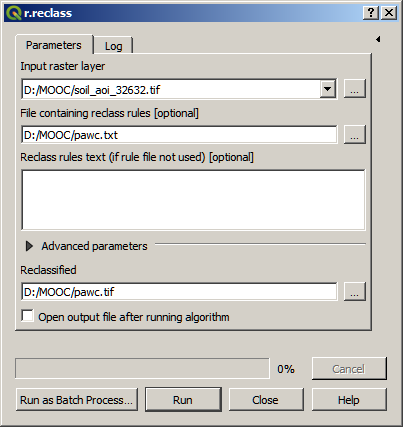 r.reclass
Parameters
Log
Input raster layer
D:/MOOC/soil_aoi_32632.tif
...
File containing reclass rules [optional]
D:/MOOC/pawc.txt
...
Reclass rules text (if rule file not used) [optional]
Advanced parameters
Reclassified
D:/MOOC/pawc.tif
...
Open output file after running algorithm
0%
Cancel
Run as Batch Process...
Run
Close
Help